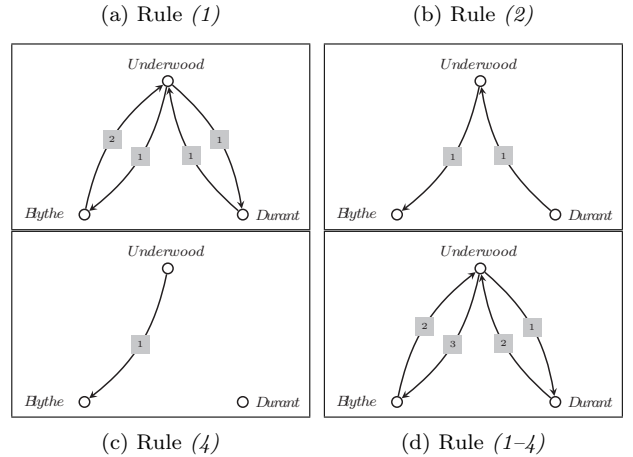 (a) Rule (1)
(b) Rule (2)
Underwood
2
1
1
1
Blythe
Durant
Underwood
1
1
Blythe
Durant
Underwood
1
Blythe
Durant
Underwood
2
3
2
1
Blythe
Durant
(c) Rule (4)
(d) Rule (1–4)